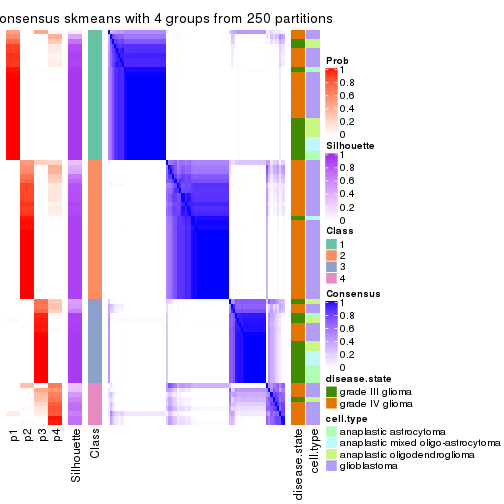 onsensus skmeans with 4 groups from 250 partitions
Prob
1
0.8
0.6
0.4
0.2
0
Silhouette
1
0.8
0.6
0.4
0.2
0
Class
1
2
3
4
Consensus
1
0.8
0.6
0.4
0.2
0
disease.state
grade III glioma
grade IV glioma
cell.type
anaplastic astrocytoma
anaplastic mixed oligo-astrocytoma
anaplastic oligodendroglioma
glioblastoma
p1
p2
p3
p4
Silhouette
Class
disease.state
cell.type